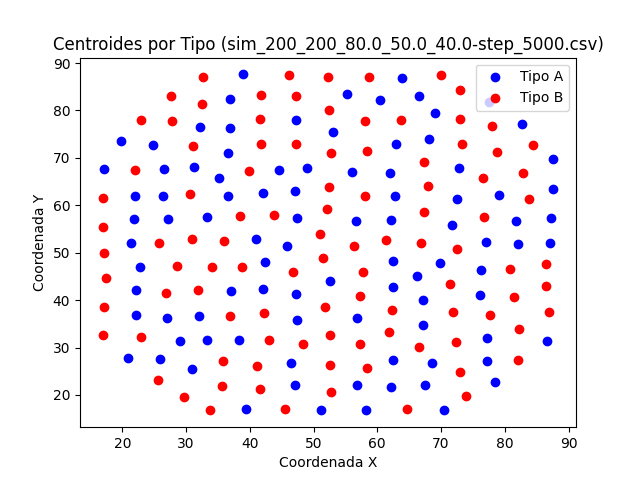 Centroides por Tipo (sim_200_200_80.0_50.0_40.0-step_5000.csv)
Tipo A
Tipo B
90
80
70
60
50
40
30
20
Coordenada Y
20 30 40 50 60 70 80 90
Coordenada X